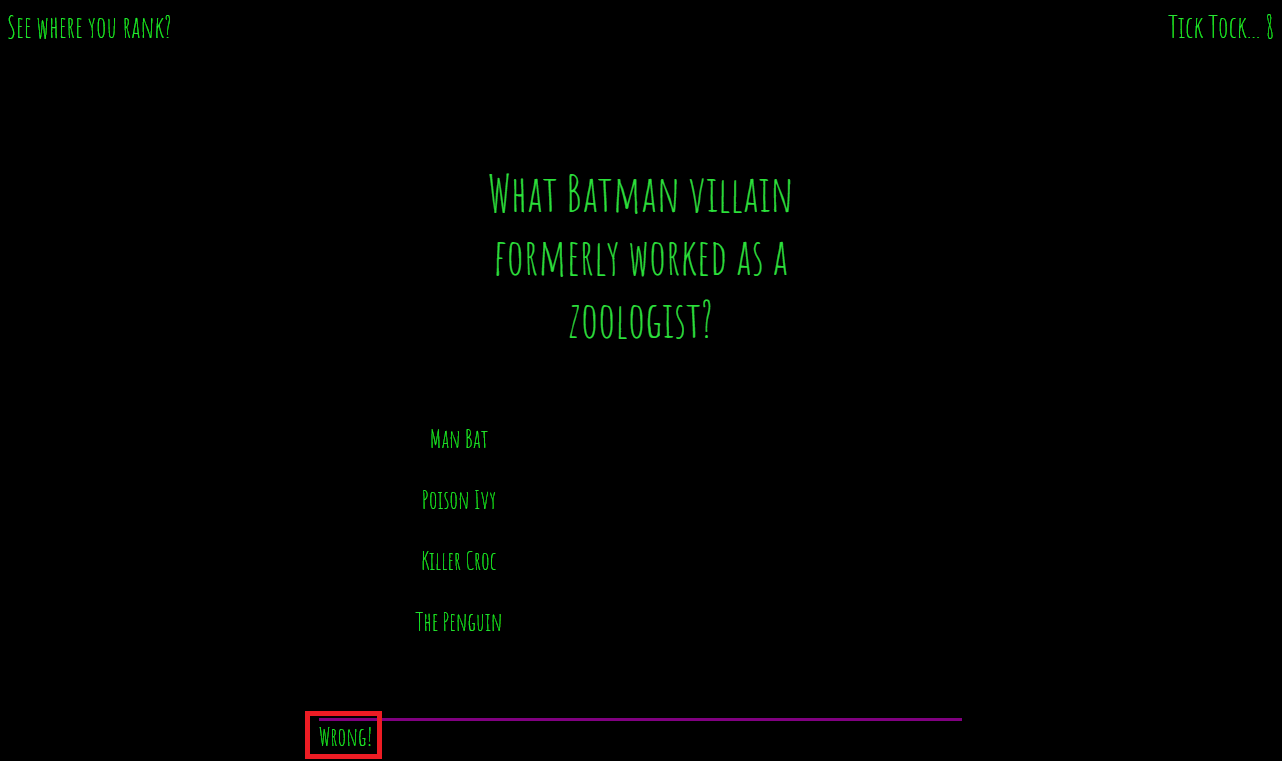 See where you rank?
Tick Tock... 8
What Batman villain
formerly worked as a
zoologist?
Man Bat
Poison Ivy
Killer Croc
The Penguin
Wrong!